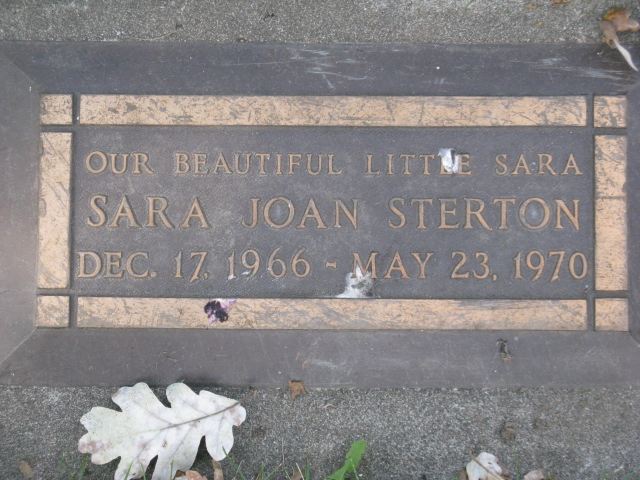 OUR BEAUTIFUL LITTLE SARA
SARA JOAN STERTON
DEC. 17, 1966 - MAY 23, 1970